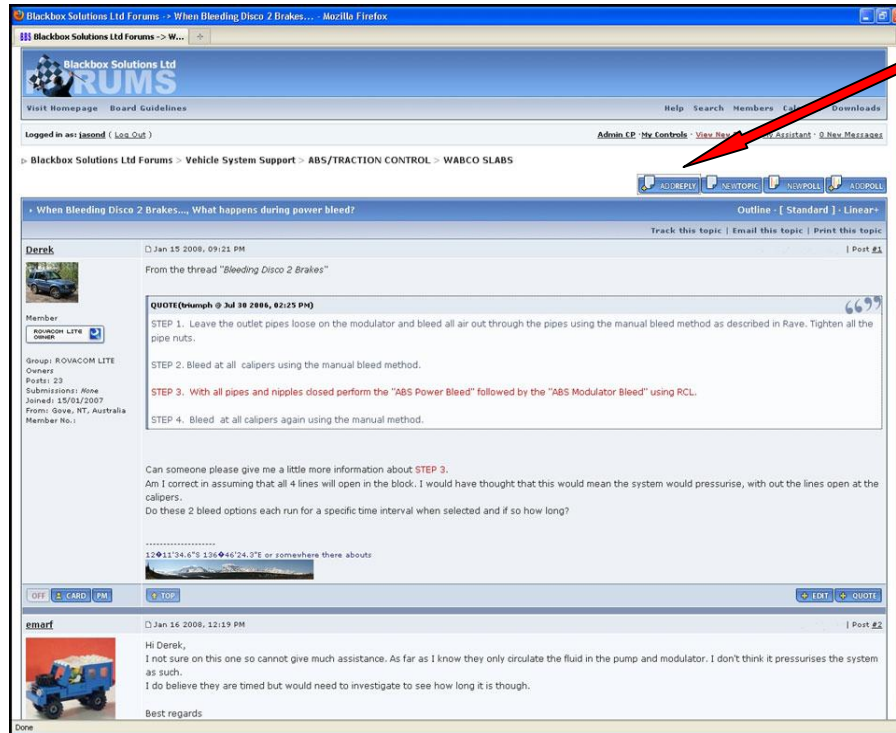 Blackbox Solutions Ltd Forums -> When Bleeding Disco 2 Brakes... - Mozilla Firefox
Blackbox Solutions Ltd Forums -> W...
Blackbox Solutions Ltd
FORUMS
Visit Homepage Board Guidelines Help Search Members Downloads
Logged in as: jasond ( Log Out ) Admin CP · My Controls · View New Assistant · 0 New Messages
Blackbox Solutions Ltd Forums > Vehicle System Support > ABS/TRACTION CONTROL > WABCO SLABS
ADDREPLY NEWTOPIC NEWPOLL ADDPOLL
When Bleeding Disco 2 Brakes..., What happens during power bleed? Outline · [ Standard ] · Linear+
Track this topic | Email this topic | Print this topic
Derek Jan 15 2008, 09:21 PM | Post #1
From the thread "Bleeding Disco 2 Brakes"
QUOTE(triumph @ Jul 30 2006, 02:25 PM)
STEP 1. Leave the outlet pipes loose on the modulator and bleed all air out through the pipes using the manual bleed method as described in Rave. Tighten all the
pipe nuts.
STEP 2. Bleed at all calipers using the manual bleed method.
STEP 3. With all pipes and nipples closed perform the "ABS Power Bleed" followed by the "ABS Modulator Bleed" using RCL.
STEP 4. Bleed at all calipers again using the manual method.
Member
ROVACOM LITE
OWNER
Group: ROVACOM LITE
Owners
Posts: 23
Submissions: None
Joined: 15/01/2007
From: Gove, NT, Australia
Member No.:
Can someone please give me a little more information about STEP 3.
Am I correct in assuming that all 4 lines will open in the block. I would have thought that this would mean the system would pressurise, with out the lines open at the
calipers.
Do these 2 bleed options each run for a specific time interval when selected and if so how long?
--------------------
12�11'34.6"S 136�46'24.3"E or somewhere there abouts
OFF CARD PM TOP EDIT QUOTE
emarf Jan 16 2008, 12:19 PM | Post #2
Hi Derek,
I not sure on this one so cannot give much assistance. As far as I know they only circulate the fluid in the pump and modulator. I don't think it pressurises the system
as such.
I do believe they are timed but would need to investigate to see how long it is though.
Best regards
Done